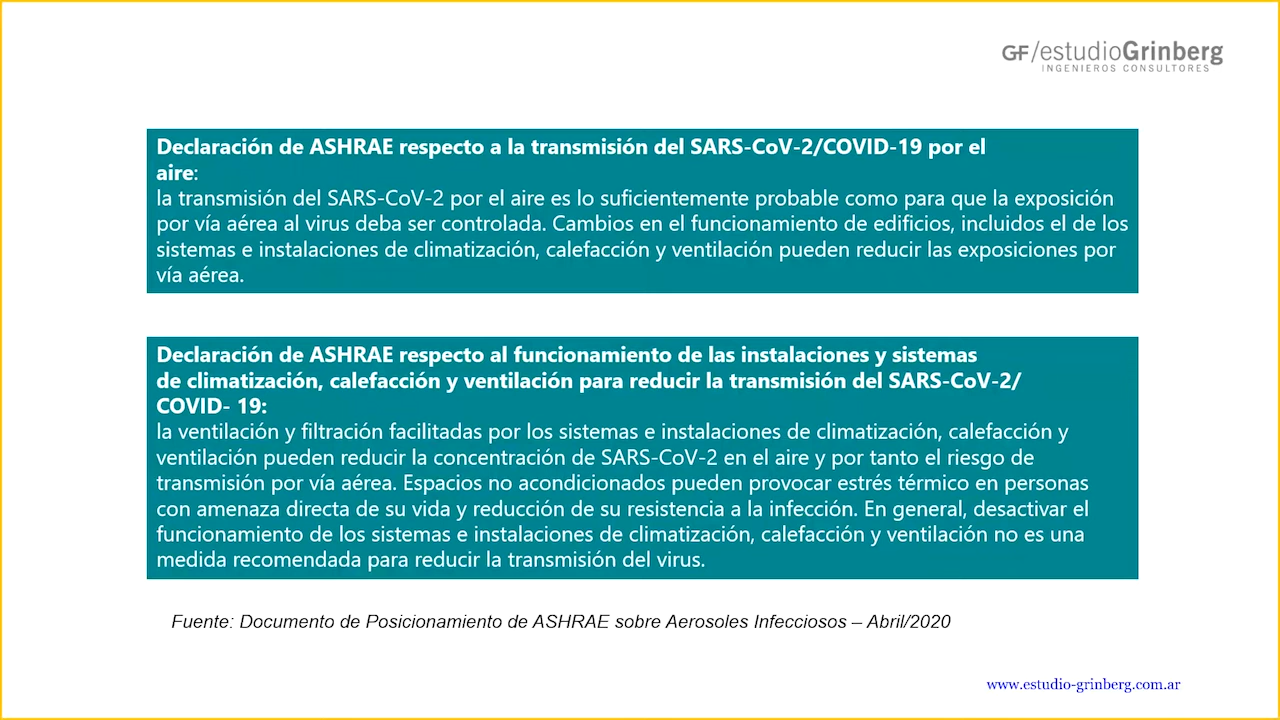 GF/estudioGrinberg
INGENIEROS CONSULTORES
Declaración de ASHRAE respecto a la transmisión del SARS-CoV-2/COVID-19 por el
aire:
la transmisión del SARS-CoV-2 por el aire es lo suficientemente probable como para que la exposición
por vía aérea al virus deba ser controlada. Cambios en el funcionamiento de edificios, incluidos el de los
sistemas e instalaciones de climatización, calefacción y ventilación pueden reducir las exposiciones por
vía aérea.
Declaración de ASHRAE respecto al funcionamiento de las instalaciones y sistemas
de climatización, calefacción y ventilación para reducir la transmisión del SARS-CoV-2/
COVID- 19:
la ventilación y filtración facilitadas por los sistemas e instalaciones de climatización, calefacción y
ventilación pueden reducir la concentración de SARS-CoV-2 en el aire y por tanto el riesgo de
transmisión por vía aérea. Espacios no acondicionados pueden provocar estrés térmico en personas
con amenaza directa de su vida y reducción de su resistencia a la infección. En general, desactivar el
funcionamiento de los sistemas e instalaciones de climatización, calefacción y ventilación no es una
medida recomendada para reducir la transmisión del virus.
Fuente: Documento de Posicionamiento de ASHRAE sobre Aerosoles Infecciosos – Abril/2020
www.estudio-grinberg.com.ar